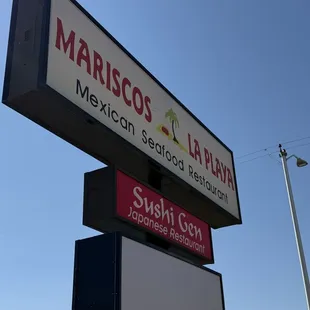 MARISCOS LA PLAYA
Mexican Seafood Restaurant
Sushi Gen
Japanese Restaurant